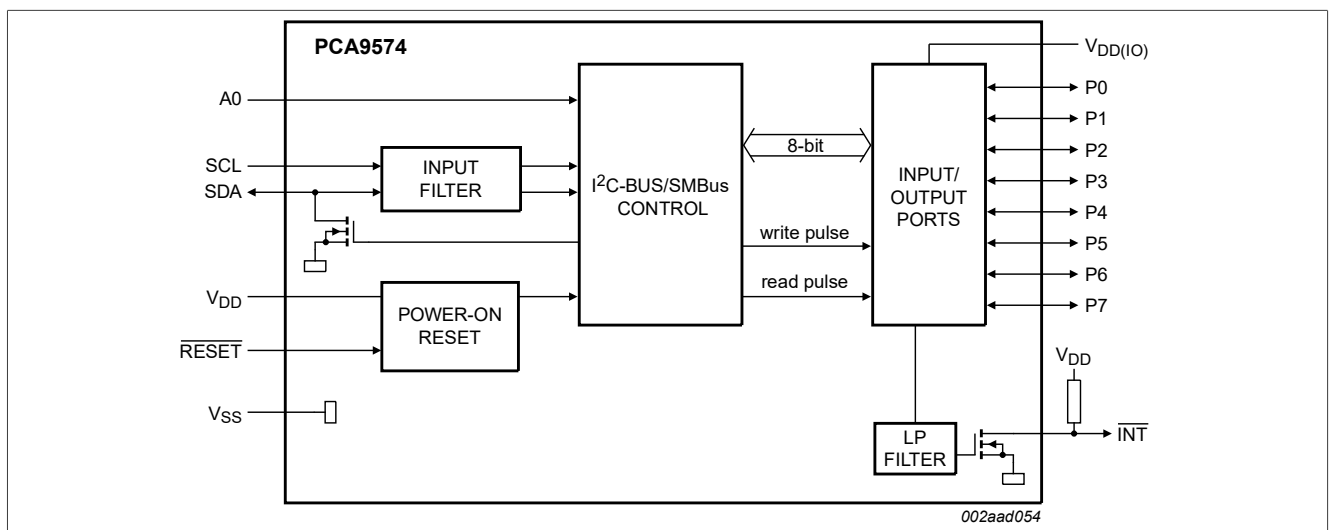 PCA9574
V_DD(IO)
A0
P0
P1
SCL
INPUT
FILTER
8-bit
P2
SDA
I²C-BUS/SMBus
CONTROL
INPUT/
OUTPUT
PORTS
P3
P4
write pulse
P5
P6
V_DD
POWER-ON
RESET
read pulse
P7
RESET
V_DD
V_SS
LP
FILTER
INT
002aad054